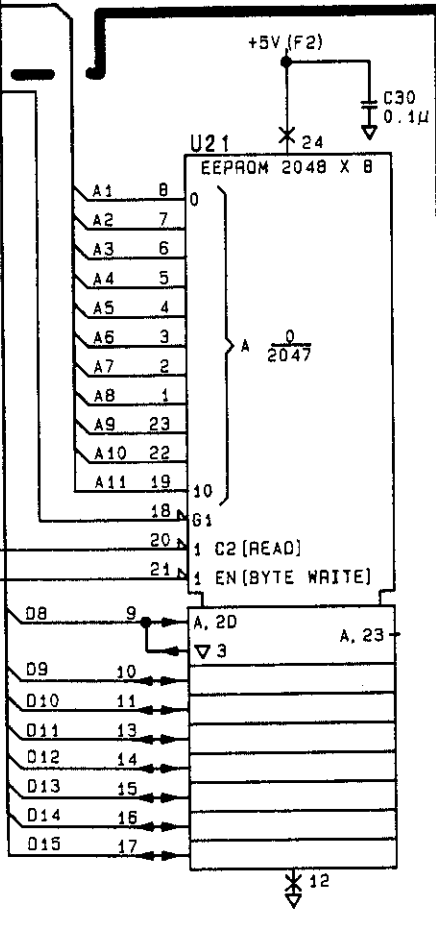 +5V (F2)
C30
0.1µ
24
U21
EEPROM 2048 X 8
A1 8 0
A2 7
A3 6
A4 5
A5 4
A6 3
A 0
2047
A7 2
A8 1
A9 23
A10 22
A11 19 10
18 G1
20 1 C2 [READ]
21 1 EN [BYTE WRITE]
D8 9 A, 2D
A, 23
3
D9 10
D10 11
D11 13
D12 14
D13 15
D14 16
D15 17
12